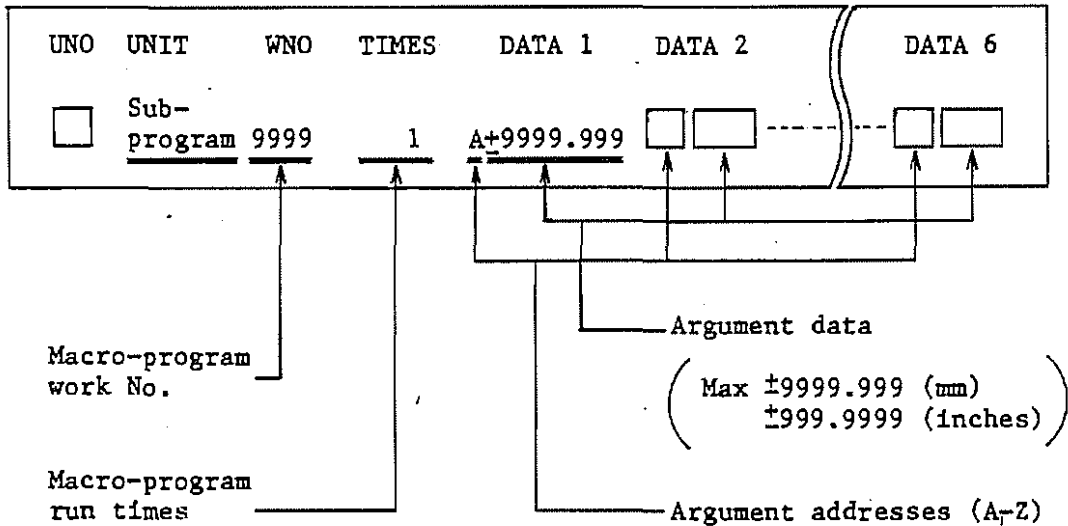 UNO UNIT WNO TIMES DATA 1 DATA 2 DATA 6
Sub-
program 9999 1 A±9999.999
Argument data
Macro-program
work No.
Max ±9999.999 (mm)
±999.9999 (inches)
Macro-program
run times
Argument addresses (A-Z)